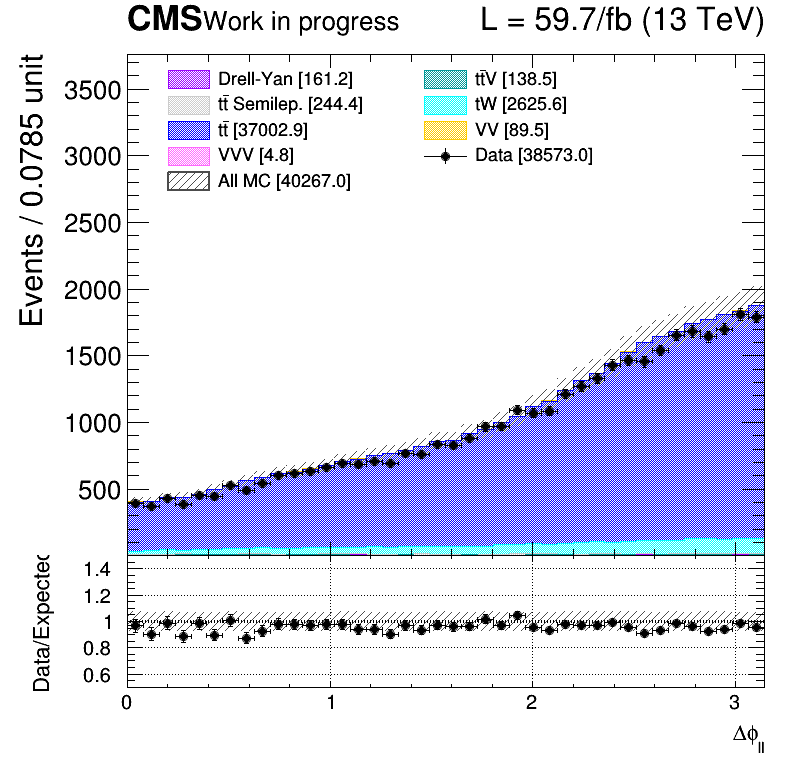 CMS Work in progress L = 59.7/fb (13 TeV)
Events / 0.0785 unit
3500
3000
2500
2000
1500
1000
500
Drell-Yan [161.2]
tt̄ Semilep. [244.4]
tt̄ [37002.9]
VVV [4.8]
All MC [40267.0]
tt̄V [138.5]
tW [2625.6]
VV [89.5]
Data [38573.0]
Data/Expected
1.4
1.2
1
0.8
0.6
0 1 2 3
Δϕ_ll